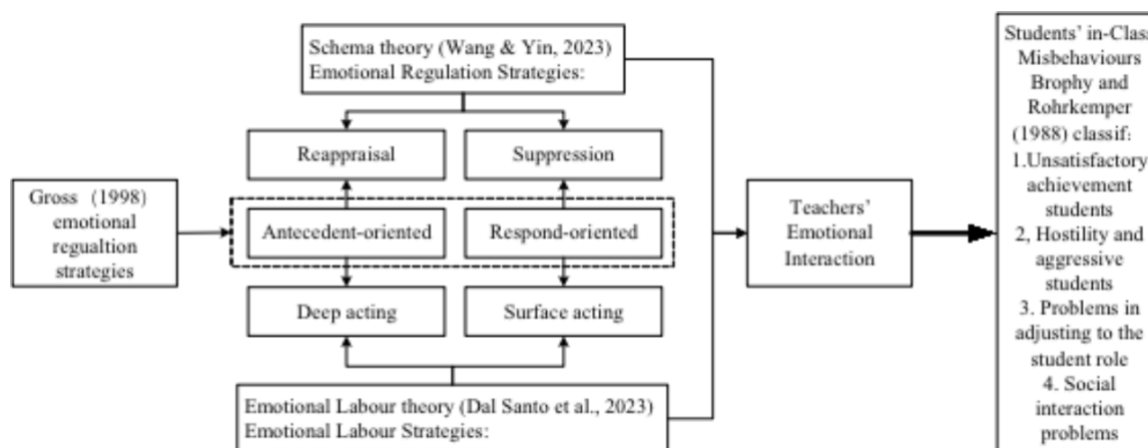 Schema theory (Wang & Yin, 2023)
Emotional Regulation Strategies:
Reappraisal
Suppression
Gross (1998)
emotional
regualtion
strategies
Antecedent-oriented
Respond-oriented
Deep acting
Surface acting
Emotional Labour theory (Dal Santo et al., 2023)
Emotional Labour Strategies:
Teachers’
Emotional
Interaction
Students’ in-Clas
Misbehaviours
Brophy and
Rohrkemper
(1988) classif:
1.Unsatisfactory
achievement
students
2, Hostility and
aggressive
students
3. Problems in
adjusting to the
student role
4. Social
interaction
problems